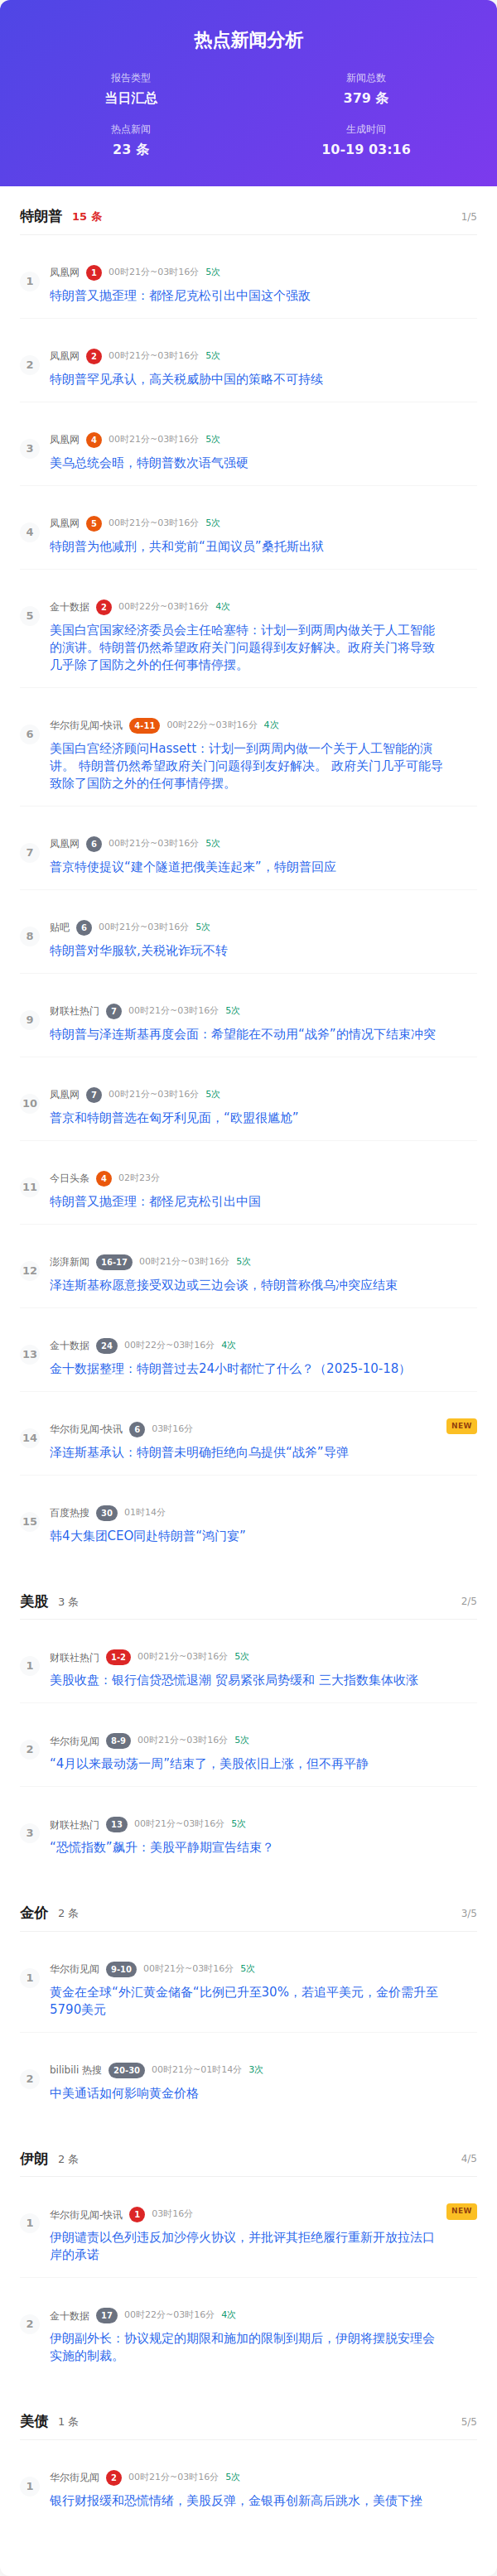 热点新闻分析
报告类型
当日汇总
新闻总数
379 条
热点新闻
23 条
生成时间
10-19 03:16
特朗普 15 条 1/5
1 凤凰网 1 00时21分~03时16分 5次
特朗普又抛歪理：都怪尼克松引出中国这个强敌
2 凤凰网 2 00时21分~03时16分 5次
特朗普罕见承认，高关税威胁中国的策略不可持续
3 凤凰网 4 00时21分~03时16分 5次
美乌总统会晤，特朗普数次语气强硬
4 凤凰网 5 00时21分~03时16分 5次
特朗普为他减刑，共和党前“丑闻议员”桑托斯出狱
5 金十数据 2 00时22分~03时16分 4次
美国白宫国家经济委员会主任哈塞特：计划一到两周内做关于人工智能
的演讲。特朗普仍然希望政府关门问题得到友好解决。政府关门将导致
几乎除了国防之外的任何事情停摆。
6 华尔街见闻-快讯 4-11 00时22分~03时16分 4次
美国白宫经济顾问Hassett：计划一到两周内做一个关于人工智能的演
讲。 特朗普仍然希望政府关门问题得到友好解决。 政府关门几乎可能导
致除了国防之外的任何事情停摆。
7 凤凰网 6 00时21分~03时16分 5次
普京特使提议“建个隧道把俄美连起来”，特朗普回应
8 贴吧 6 00时21分~03时16分 5次
特朗普对华服软,关税讹诈玩不转
9 财联社热门 7 00时21分~03时16分 5次
特朗普与泽连斯基再度会面：希望能在不动用“战斧”的情况下结束冲突
10 凤凰网 7 00时21分~03时16分 5次
普京和特朗普选在匈牙利见面，“欧盟很尴尬”
11 今日头条 4 02时23分
特朗普又抛歪理：都怪尼克松引出中国
12 澎湃新闻 16-17 00时21分~03时16分 5次
泽连斯基称愿意接受双边或三边会谈，特朗普称俄乌冲突应结束
13 金十数据 24 00时22分~03时16分 4次
金十数据整理：特朗普过去24小时都忙了什么？（2025-10-18）
14 华尔街见闻-快讯 6 03时16分 NEW
泽连斯基承认：特朗普未明确拒绝向乌提供“战斧”导弹
15 百度热搜 30 01时14分
韩4大集团CEO同赴特朗普“鸿门宴”
美股 3 条 2/5
1 财联社热门 1-2 00时21分~03时16分 5次
美股收盘：银行信贷恐慌退潮 贸易紧张局势缓和 三大指数集体收涨
2 华尔街见闻 8-9 00时21分~03时16分 5次
“4月以来最动荡一周”结束了，美股依旧上涨，但不再平静
3 财联社热门 13 00时21分~03时16分 5次
“恐慌指数”飙升：美股平静期宣告结束？
金价 2 条 3/5
1 华尔街见闻 9-10 00时21分~03时16分 5次
黄金在全球“外汇黄金储备“比例已升至30%，若追平美元，金价需升至
5790美元
2 bilibili 热搜 20-30 00时21分~01时14分 3次
中美通话如何影响黄金价格
伊朗 2 条 4/5
1 华尔街见闻-快讯 1 03时16分 NEW
伊朗谴责以色列违反加沙停火协议，并批评其拒绝履行重新开放拉法口
岸的承诺
2 金十数据 17 00时22分~03时16分 4次
伊朗副外长：协议规定的期限和施加的限制到期后，伊朗将摆脱安理会
实施的制裁。
美债 1 条 5/5
1 华尔街见闻 2 00时21分~03时16分 5次
银行财报缓和恐慌情绪，美股反弹，金银再创新高后跳水，美债下挫